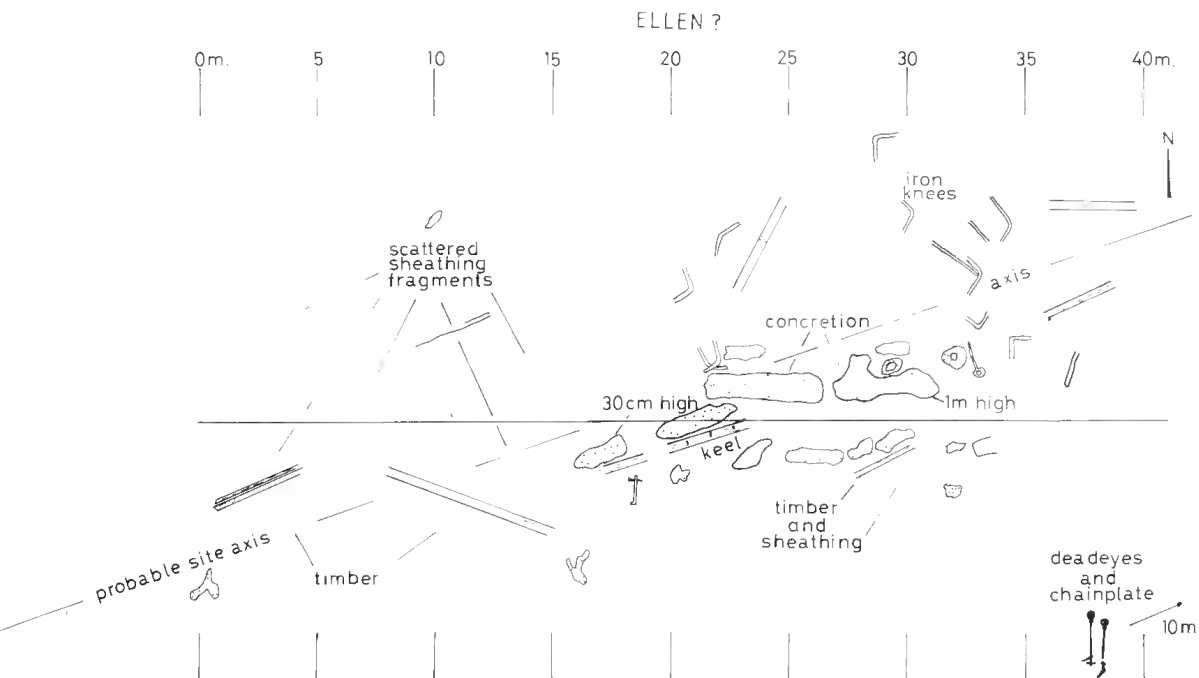 ELLEN ?
0m. 5 10 15 20 25 30 35 40m.
N
iron
knees
scattered
sheathing
fragments
axis
concretion
30cm high
1m high
keel
timber
and
sheathing
probable site axis
timber
deadeyes
and
chainplate
10m